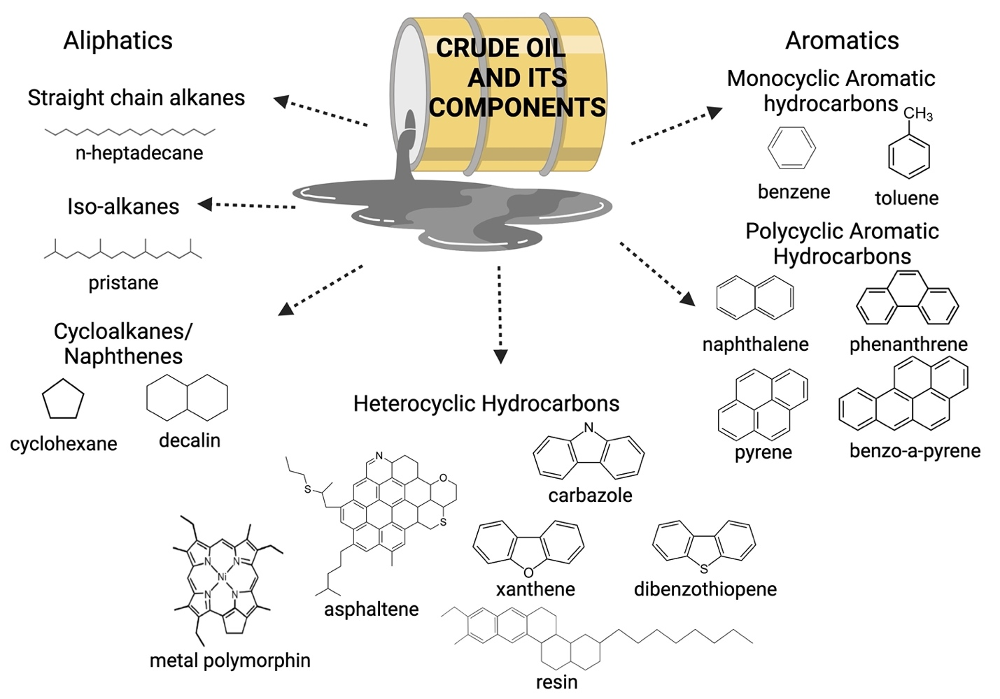 CRUDE OIL
AND ITS
COMPONENTS
Aliphatics
Straight chain alkanes
n-heptadecane
Iso-alkanes
pristane
Cycloalkanes/
Naphthenes
cyclohexane
decalin
Aromatics
Monocyclic Aromatic
hydrocarbons
CH3
benzene
toluene
Polycyclic Aromatic
Hydrocarbons
naphthalene
phenanthrene
pyrene
benzo-a-pyrene
Heterocyclic Hydrocarbons
N
carbazole
N
O
S
S
asphaltene
O
xanthene
S
dibenzothiopene
N
N
Ni
N
N
metal polymorphin
resin